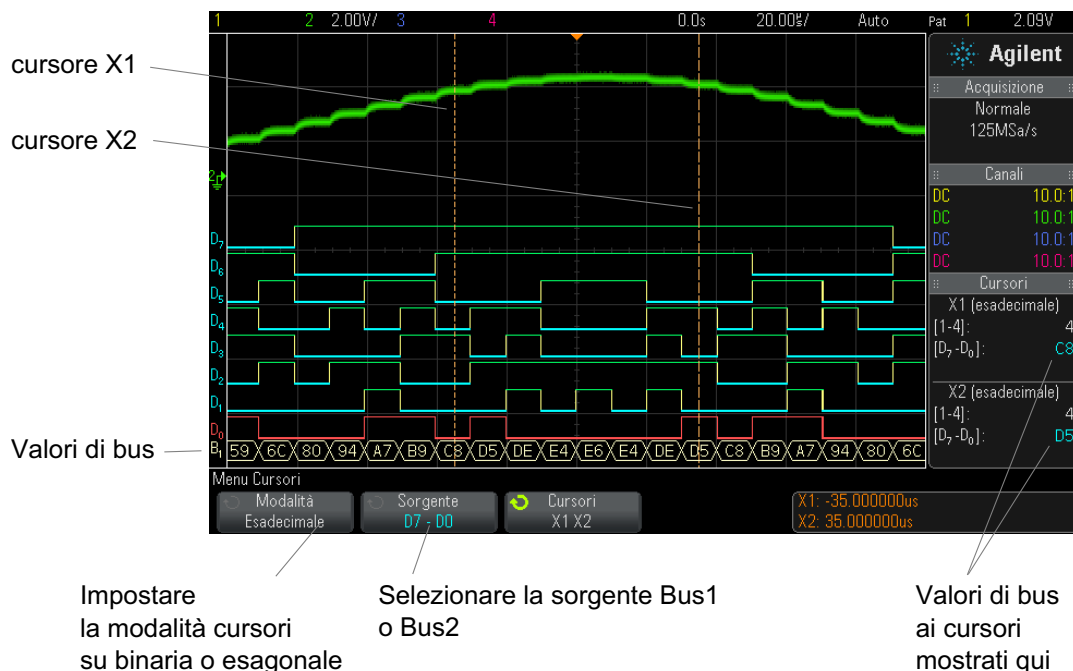 1 2 2.00V/ 3 4 0.0s 20.00µ/ Auto Pat 1 2.09V
cursore X1
Agilent
Acquisizione
Normale
125MSa/s
cursore X2
Canali
DC 10.0:1
DC 10.0:1
DC 10.0:1
DC 10.0:1
Cursori
X1 (esadecimale)
[1-4]: 4
[D7-D0]: C8
X2 (esadecimale)
[1-4]: 4
[D7-D0]: D5
2
D7
D6
D5
D4
D3
D2
D1
D0
Valori di bus
B1 59 6C 80 94 A7 B9 C8 D5 DE E4 E6 E4 DE D5 C8 B9 A7 94 80 6C
Menu Cursori
Modalità
Esadecimale
Sorgente
D7 - D0
Cursori
X1 X2
X1: -35.000000us
X2: 35.000000us
Impostare
la modalità cursori
su binaria o esagonale
Selezionare la sorgente Bus1
o Bus2
Valori di bus
ai cursori
mostrati qui